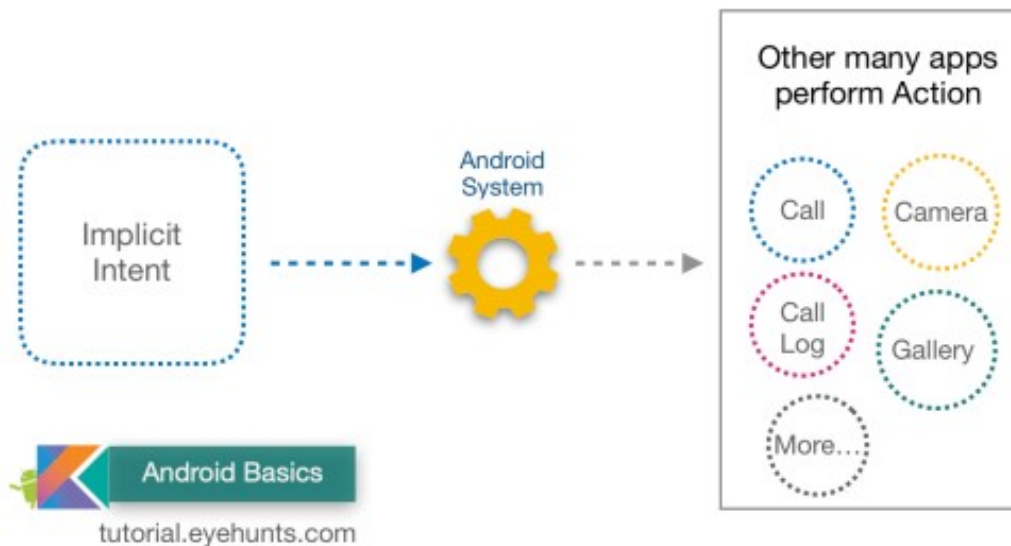 Other many apps
perform Action
Android
System
Implicit
Intent
Call
Camera
Call
Log
Gallery
More...
Android Basics
tutorial.eyehunts.com